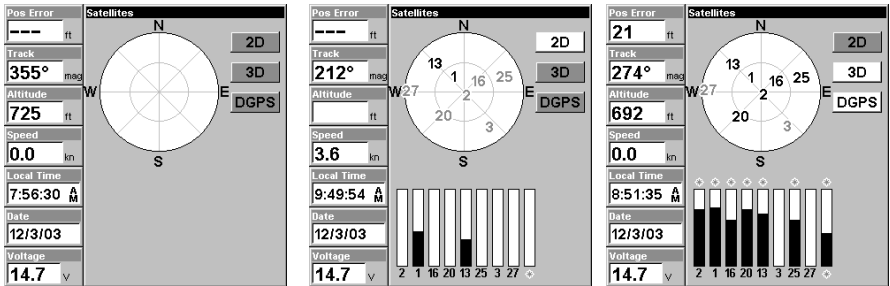 Pos Error
--- ft
Track
355° mag
Altitude
725 ft
Speed
0.0 kn
Local Time
7:56:30 AM
Date
12/3/03
Voltage
14.7 V
Satellites
N
W
E
S
2D
3D
DGPS
Pos Error
--- ft
Track
212° mag
Altitude
ft
Speed
3.6 kn
Local Time
9:49:54 AM
Date
12/3/03
Voltage
14.7 V
Satellites
N
13
1
16
25
W
27
2
E
20
3
S
2D
3D
DGPS
2 1 16 20 13 25 3 27
Pos Error
21 ft
Track
274° mag
Altitude
692 ft
Speed
0.0 kn
Local Time
8:51:35 AM
Date
12/3/03
Voltage
14.7 V
Satellites
N
13
1
16
25
W
27
2
E
20
3
S
2D
3D
DGPS
2 1 16 20 13 3 25 27